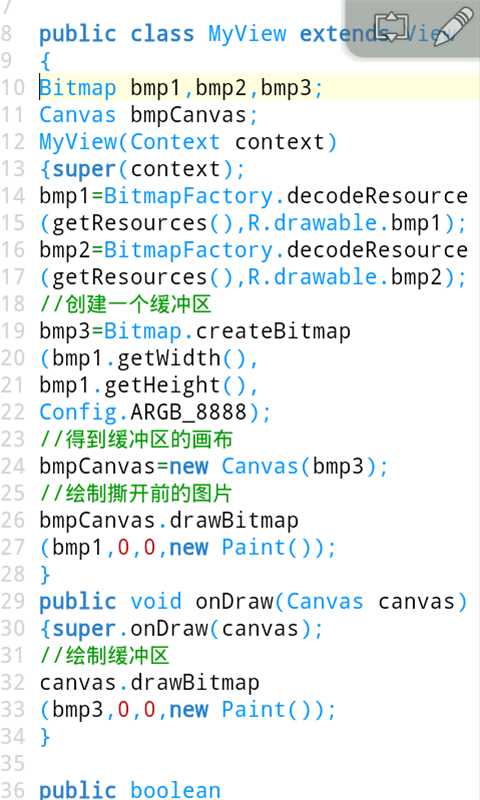 7
8 public class MyView extends View
9 {
10 Bitmap bmp1,bmp2,bmp3;
11 Canvas bmpCanvas;
12 MyView(Context context)
13 {super(context);
14 bmp1=BitmapFactory.decodeResource
15 (getResources(),R.drawable.bmp1);
16 bmp2=BitmapFactory.decodeResource
17 (getResources(),R.drawable.bmp2);
18 //创建一个缓冲区
19 bmp3=Bitmap.createBitmap
20 (bmp1.getWidth(),
21 bmp1.getHeight(),
22 Config.ARGB_8888);
23 //得到缓冲区的画布
24 bmpCanvas=new Canvas(bmp3);
25 //绘制撕开前的图片
26 bmpCanvas.drawBitmap
27 (bmp1,0,0,new Paint());
28 }
29 public void onDraw(Canvas canvas)
30 {super.onDraw(canvas);
31 //绘制缓冲区
32 canvas.drawBitmap
33 (bmp3,0,0,new Paint());
34 }
35
36 public boolean